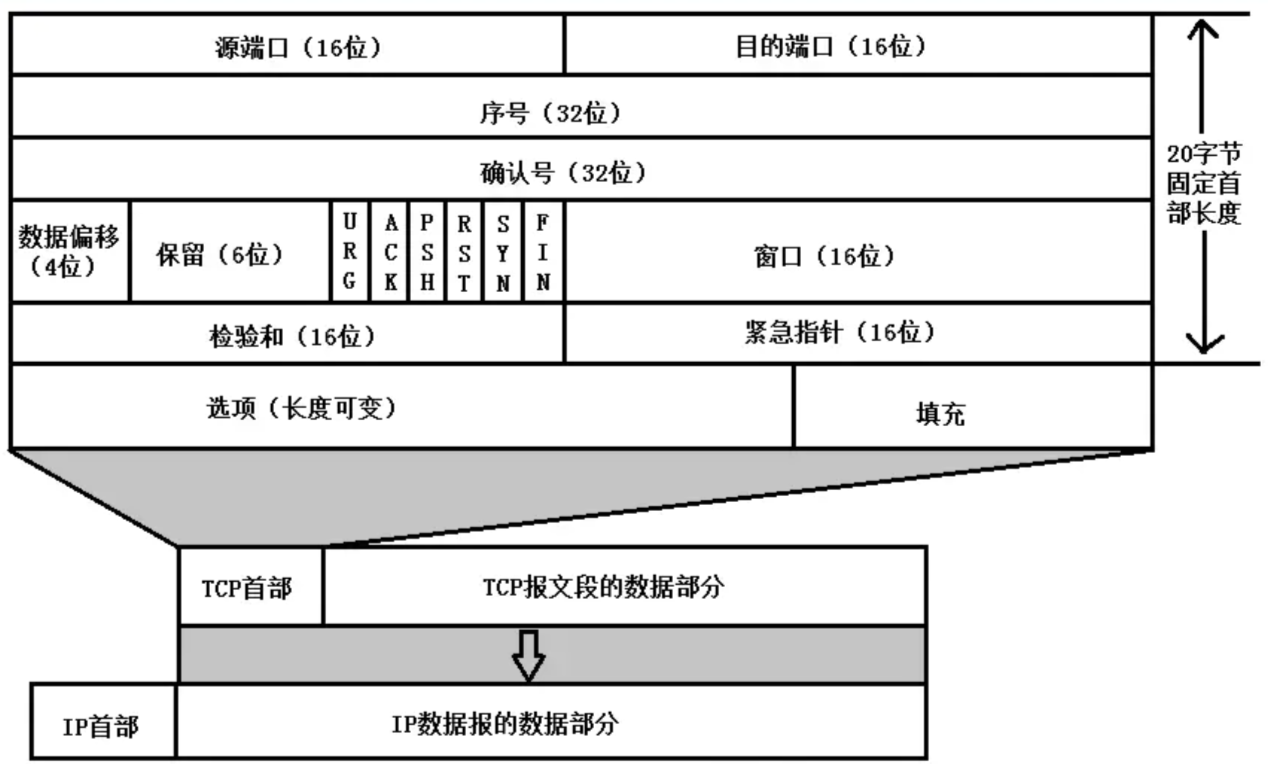 源端口（16位）
目的端口（16位）
序号（32位）
确认号（32位）
20字节
固定首
部长度
数据偏移
（4位）
保留（6位）
URG
ACK
PSH
RST
SYN
FIN
窗口（16位）
检验和（16位）
紧急指针（16位）
选项（长度可变）
填充
TCP首部
TCP报文段的数据部分
IP首部
IP数据报的数据部分